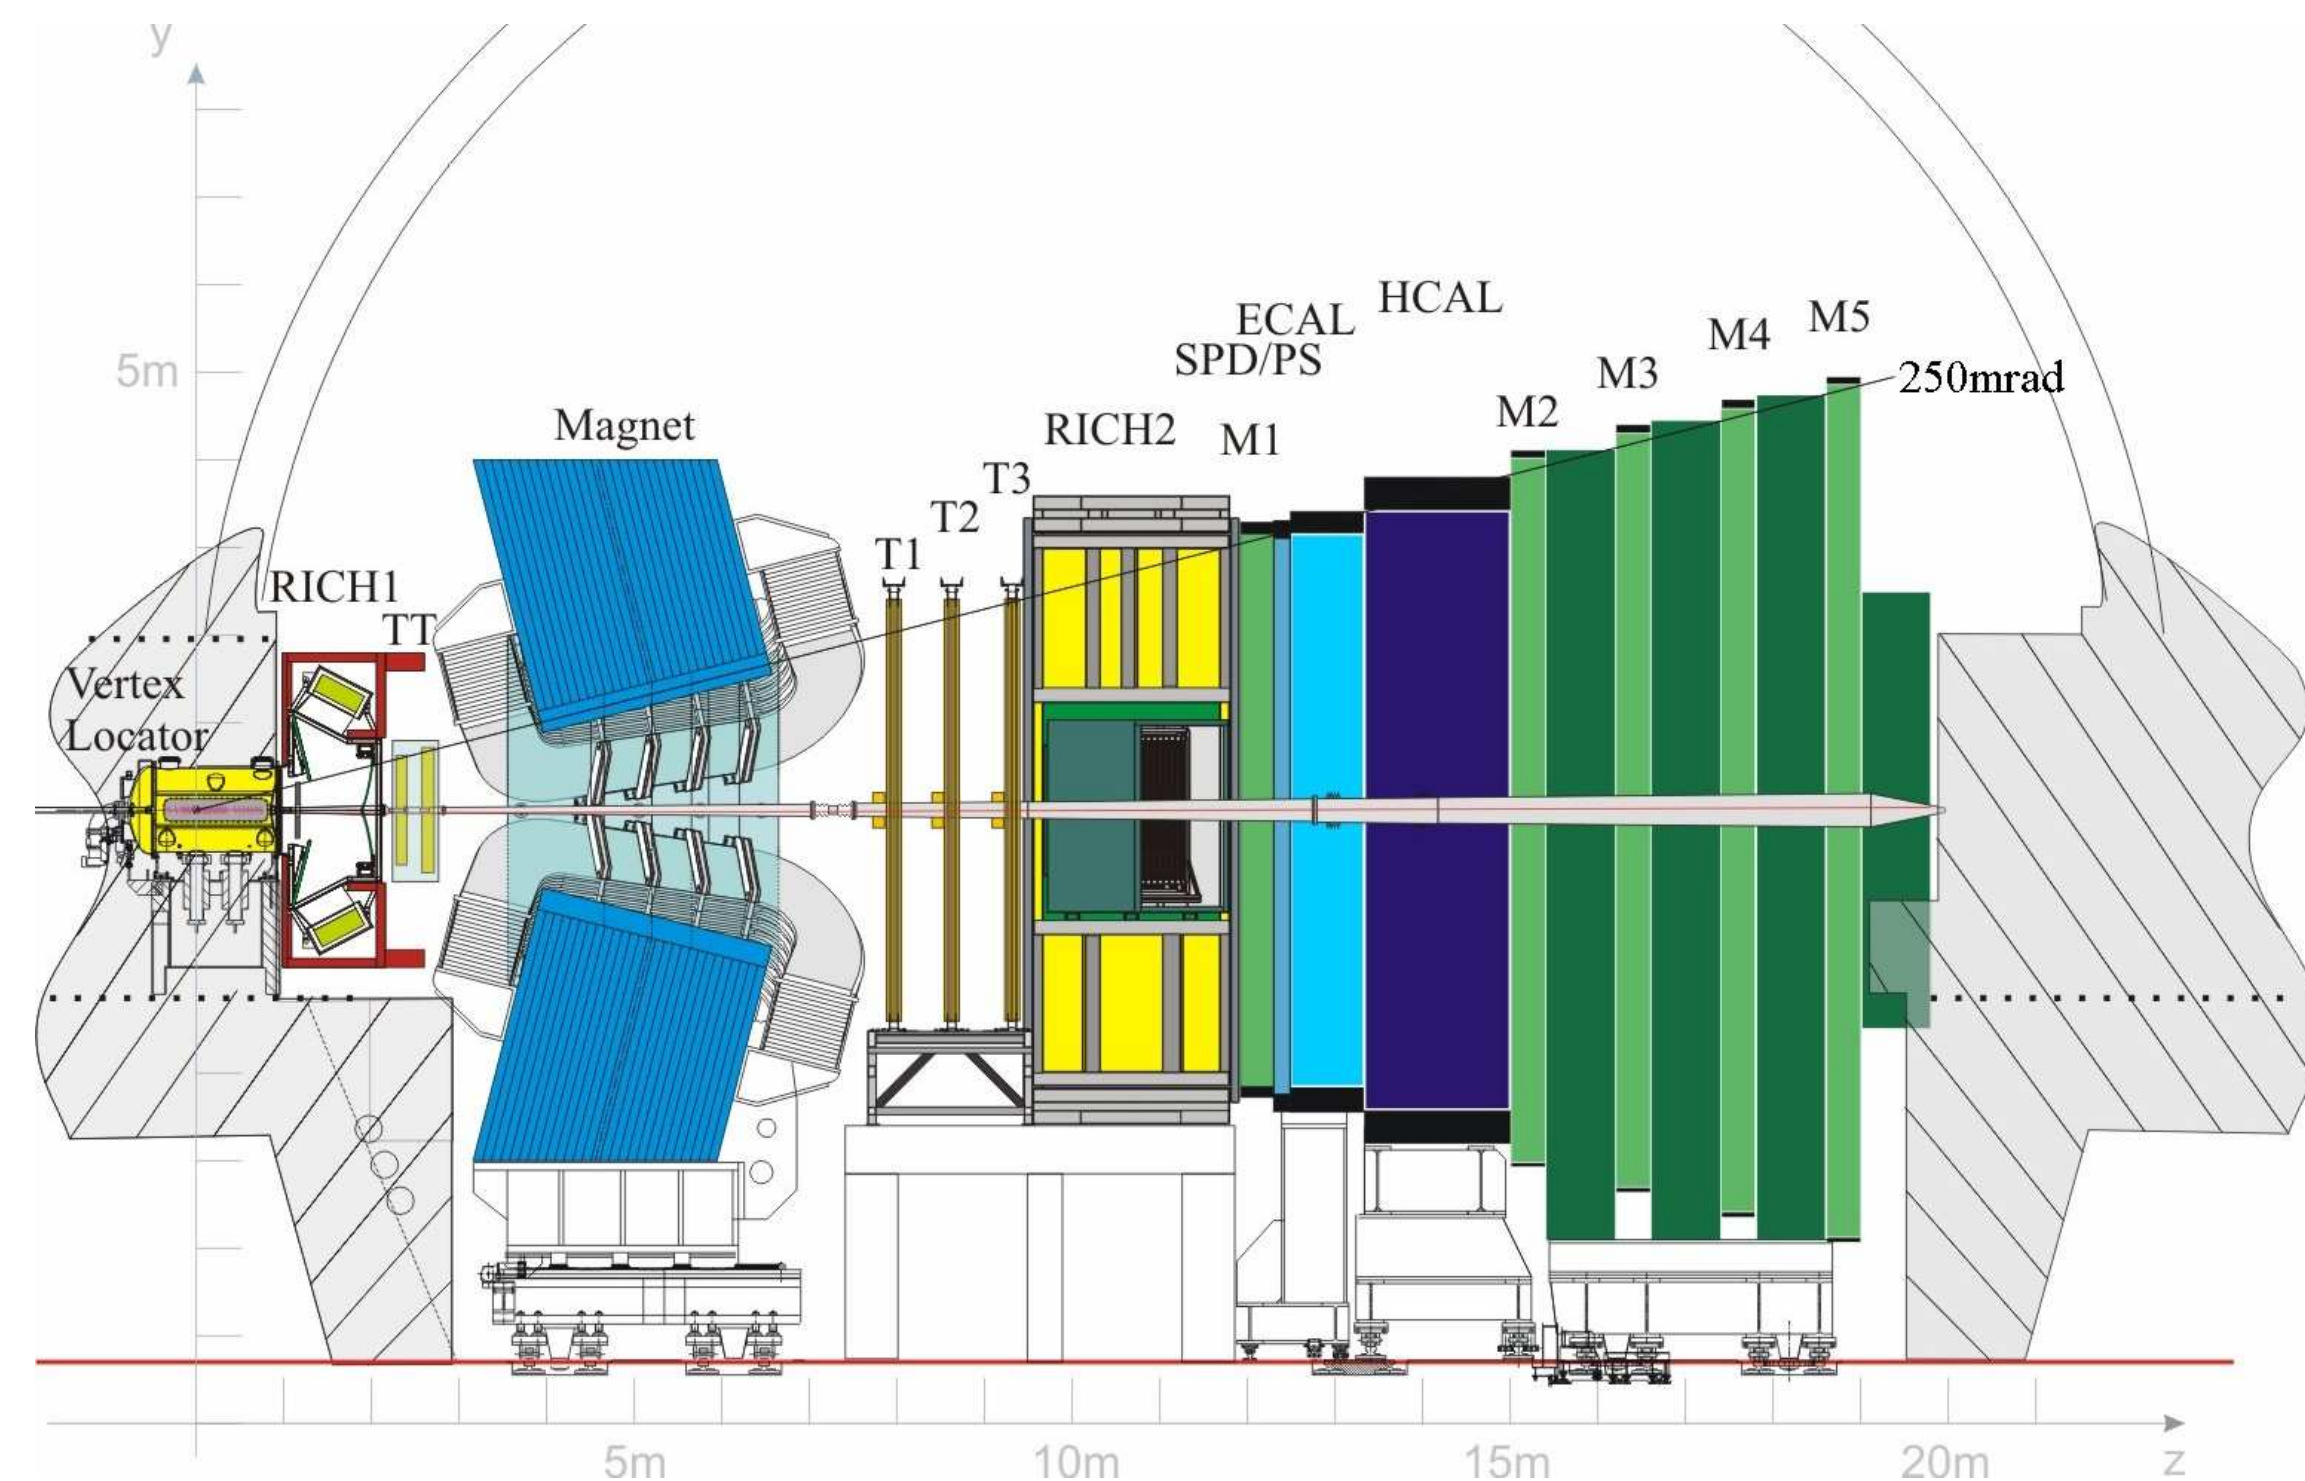 y
5m
HCAL
ECAL
SPD/PS
M5
M4
M3
250mrad
M2
Magnet
RICH2
M1
T3
T2
T1
RICH1
TT
Vertex
Locator
5m
10m
15m
20m
z